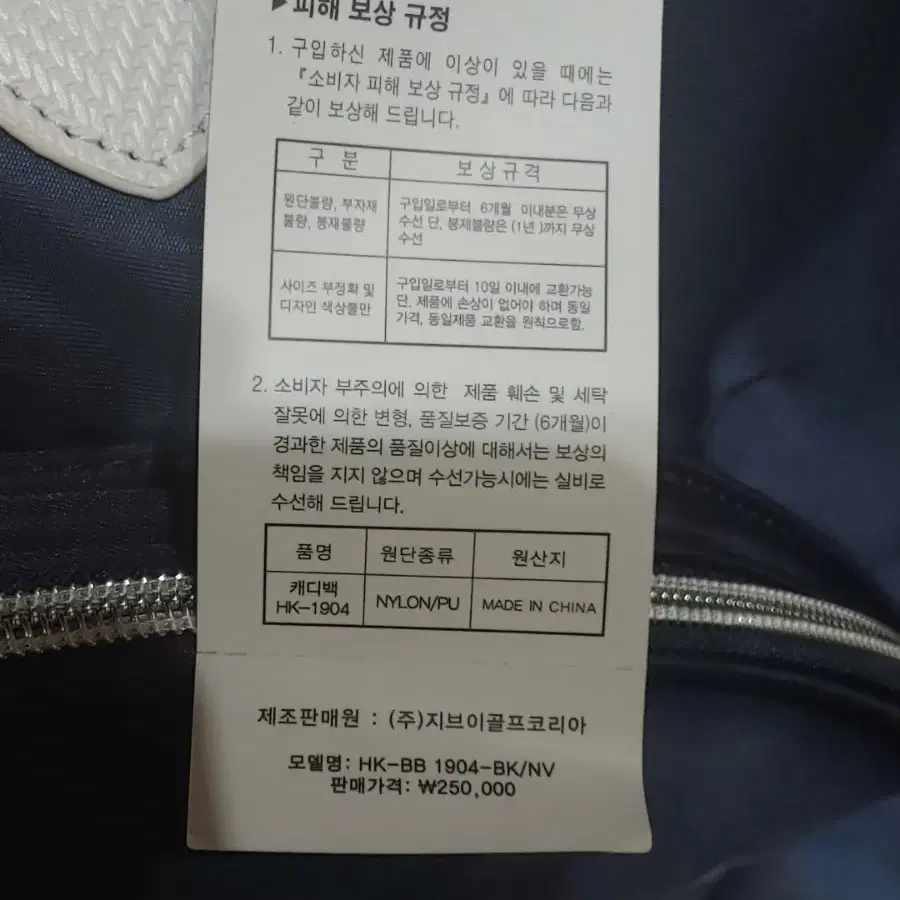 ▶피해 보상 규정
1. 구입하신 제품에 이상이 있을 때에는
『소비자 피해 보상 규정』에 따라 다음과
같이 보상해 드립니다.
구 분
보상규격
원단불량, 부자재
불량, 봉재불량
구입일로부터 6개월 이내분은 무상
수선 단, 봉제불량은 (1년 )까지 무상
수선
사이즈 부정확 및
디자인 색상불만
구입일로부터 10일 이내에 교환가능
단, 제품에 손상이 없어야 하며 동일
가격, 동일제품 교환을 원칙으로함.
2. 소비자 부주의에 의한 제품 훼손 및 세탁
잘못에 의한 변형, 품질보증 기간 (6개월)이
경과한 제품의 품질이상에 대해서는 보상의
책임을 지지 않으며 수선가능시에는 실비로
수선해 드립니다.
품명 원단종류 원산지
캐디백
HK-1904
NYLON/PU
MADE IN CHINA
제조판매원 : (주)지브이골프코리아
모델명: HK-BB 1904-BK/NV
판매가격: ₩250,000